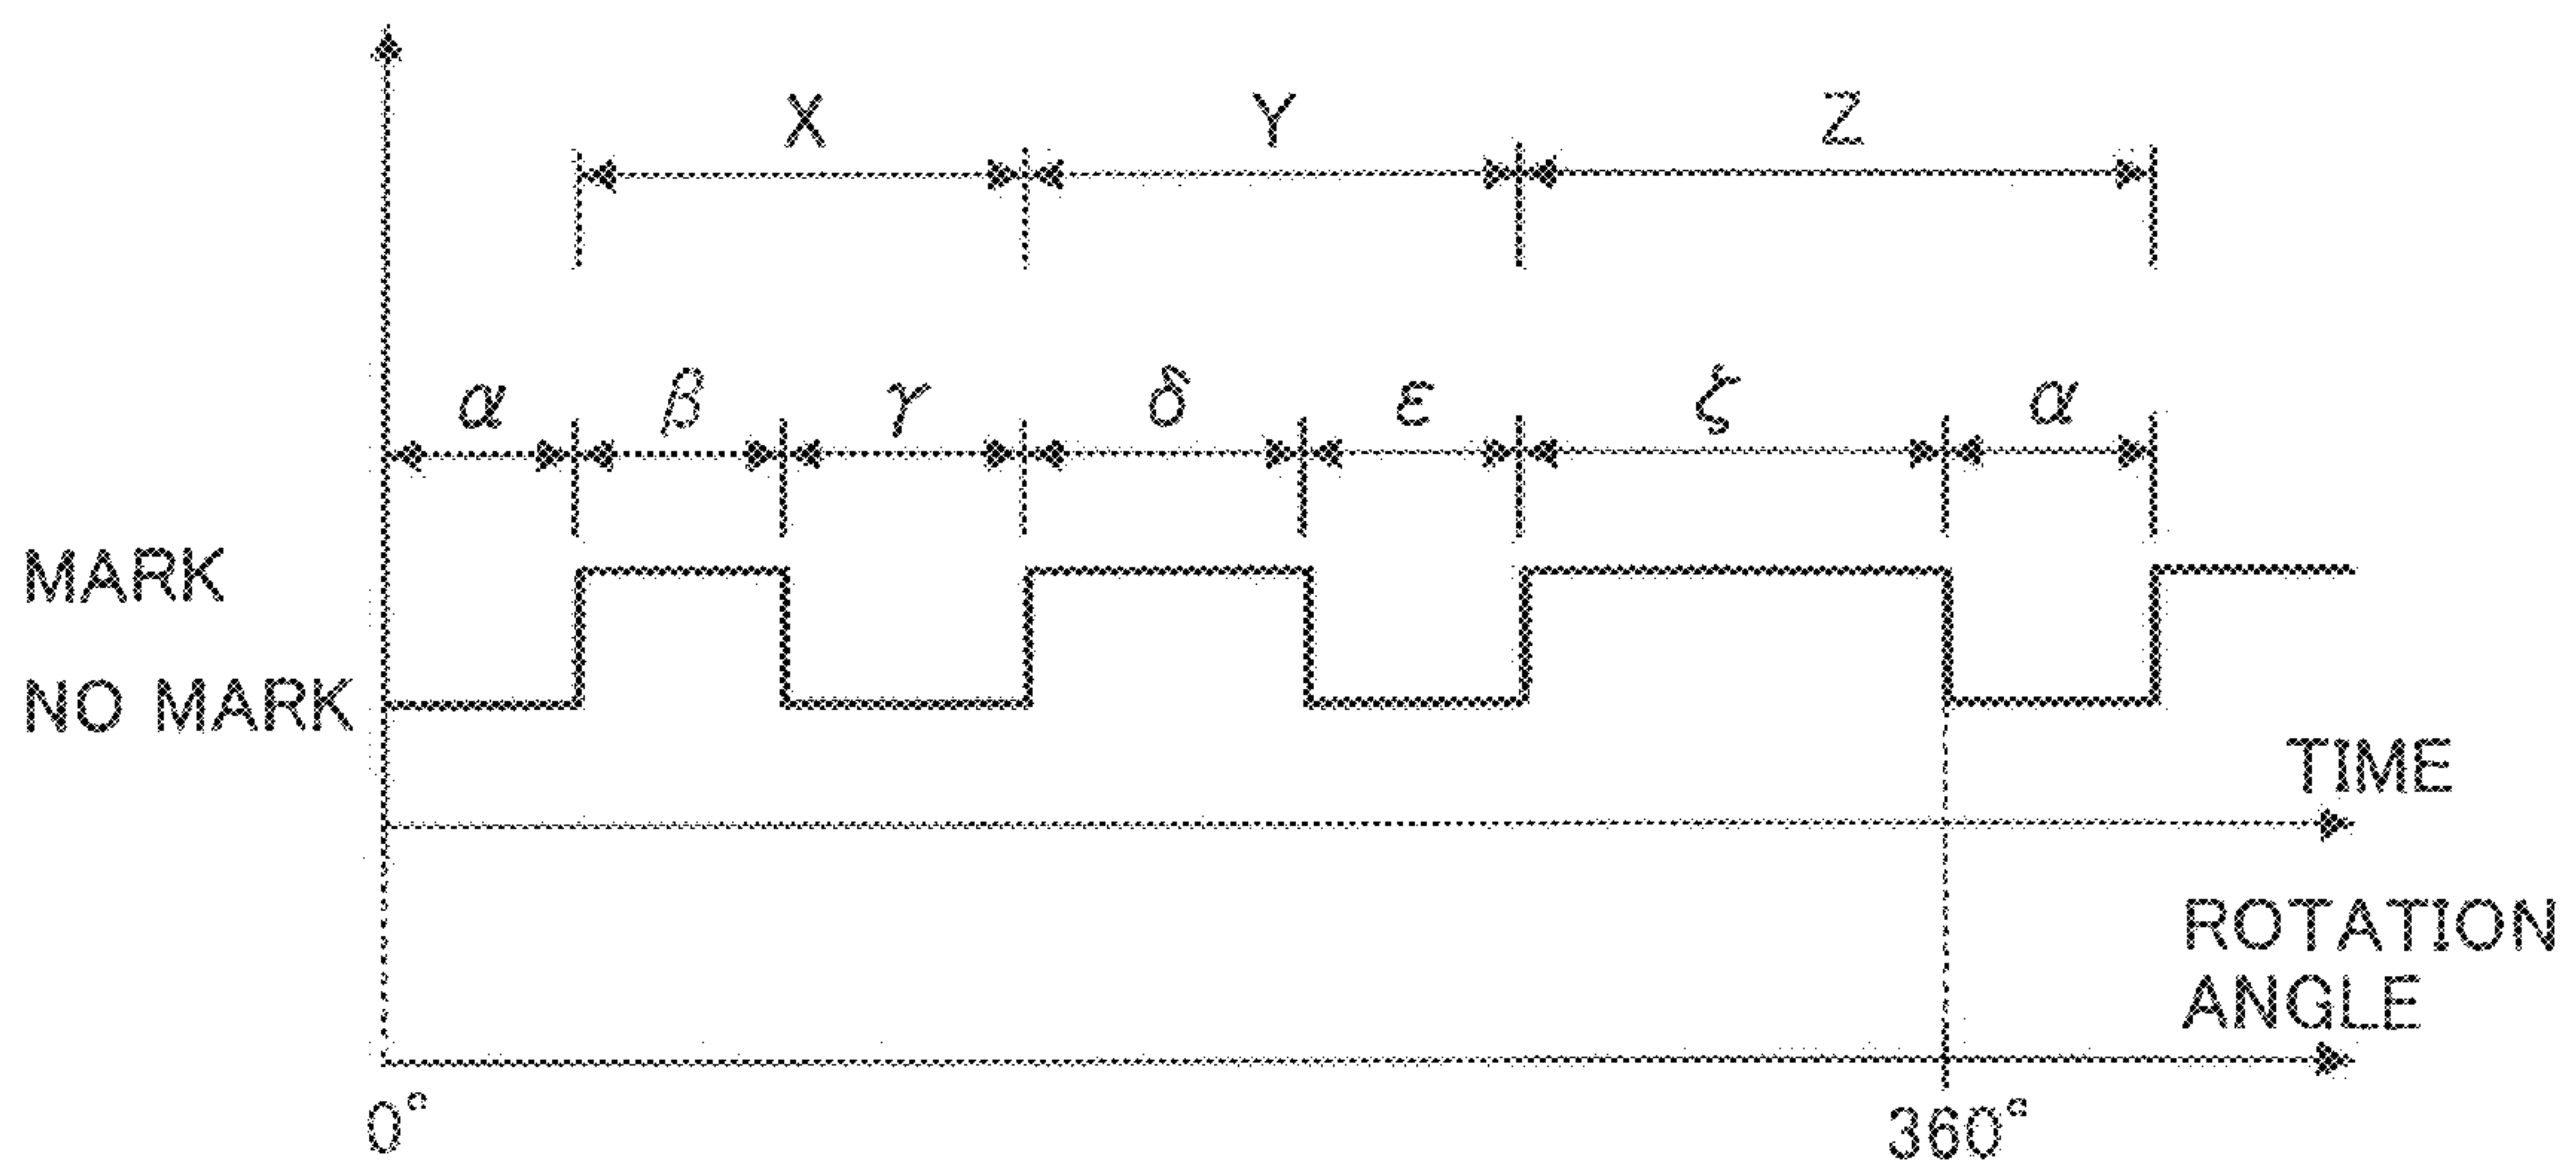 X Y Z
α β γ δ ε ζ α
MARK
NO MARK
TIME
ROTATION
ANGLE
0° 360°